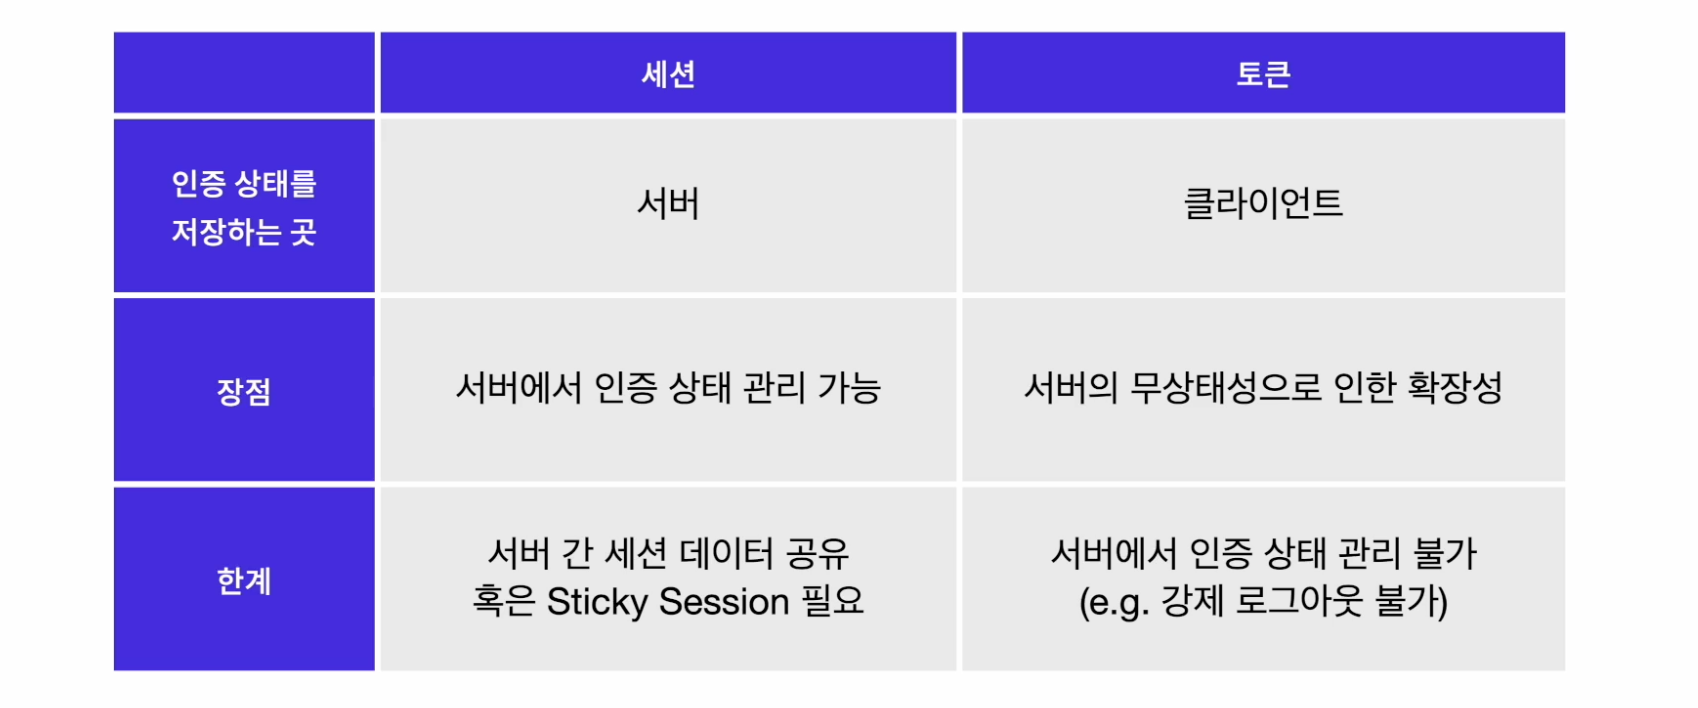 세션
토큰
인증 상태를
저장하는 곳
서버
클라이언트
장점
서버에서 인증 상태 관리 가능
서버의 무상태성으로 인한 확장성
한계
서버 간 세션 데이터 공유
혹은 Sticky Session 필요
서버에서 인증 상태 관리 불가
(e.g. 강제 로그아웃 불가)